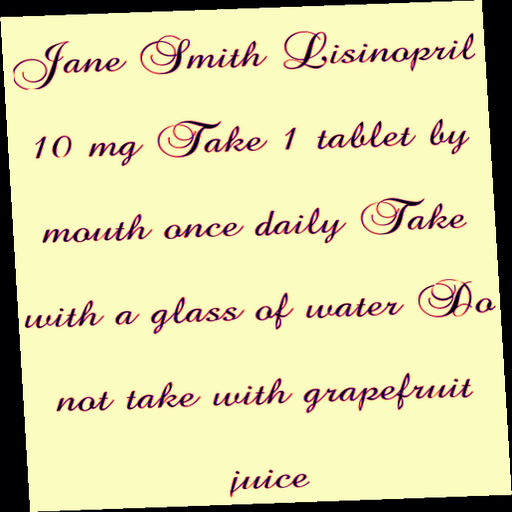 Jane Smith Lisinopril
10 mg Take 1 tablet by
mouth once daily Take
with a glass of water Do
not take with grapefruit
juice